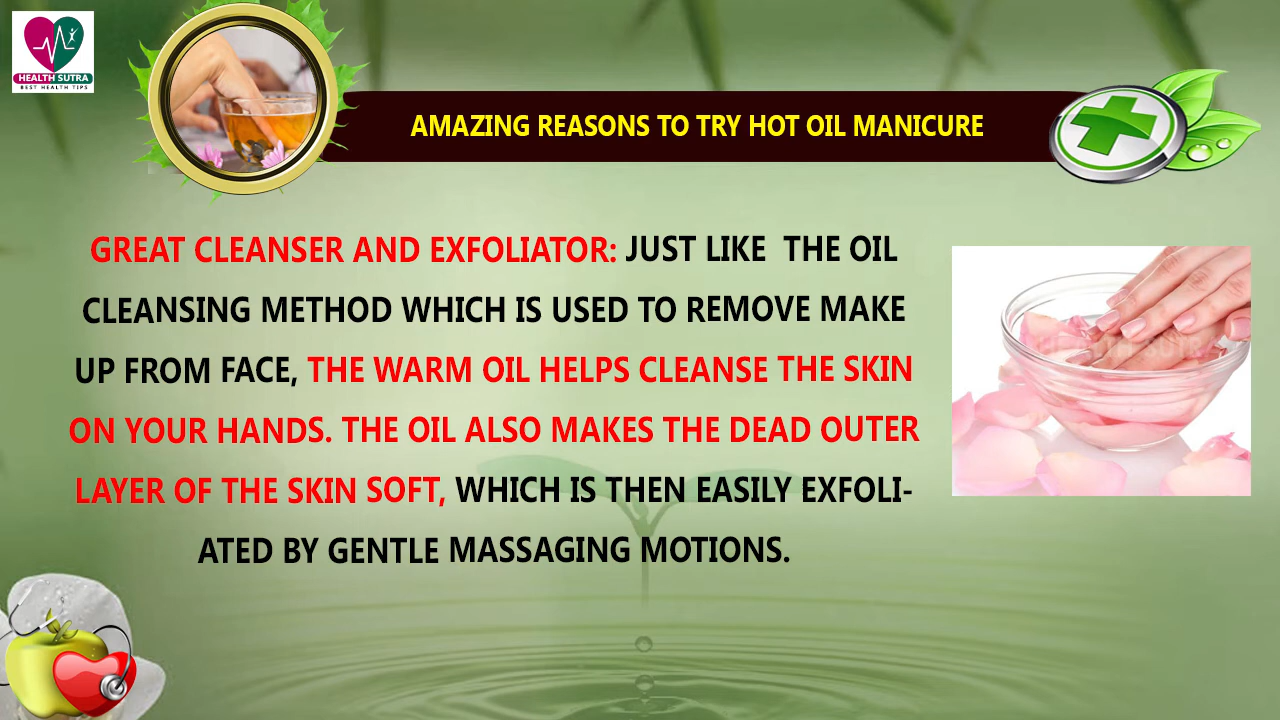 HEALTH SUTRA
BEST HEALTH TIPS
AMAZING REASONS TO TRY HOT OIL MANICURE
GREAT CLEANSER AND EXFOLIATOR: JUST LIKE THE OIL
CLEANSING METHOD WHICH IS USED TO REMOVE MAKE
UP FROM FACE, THE WARM OIL HELPS CLEANSE THE SKIN
ON YOUR HANDS. THE OIL ALSO MAKES THE DEAD OUTER
LAYER OF THE SKIN SOFT, WHICH IS THEN EASILY EXFOLI-
ATED BY GENTLE MASSAGING MOTIONS.